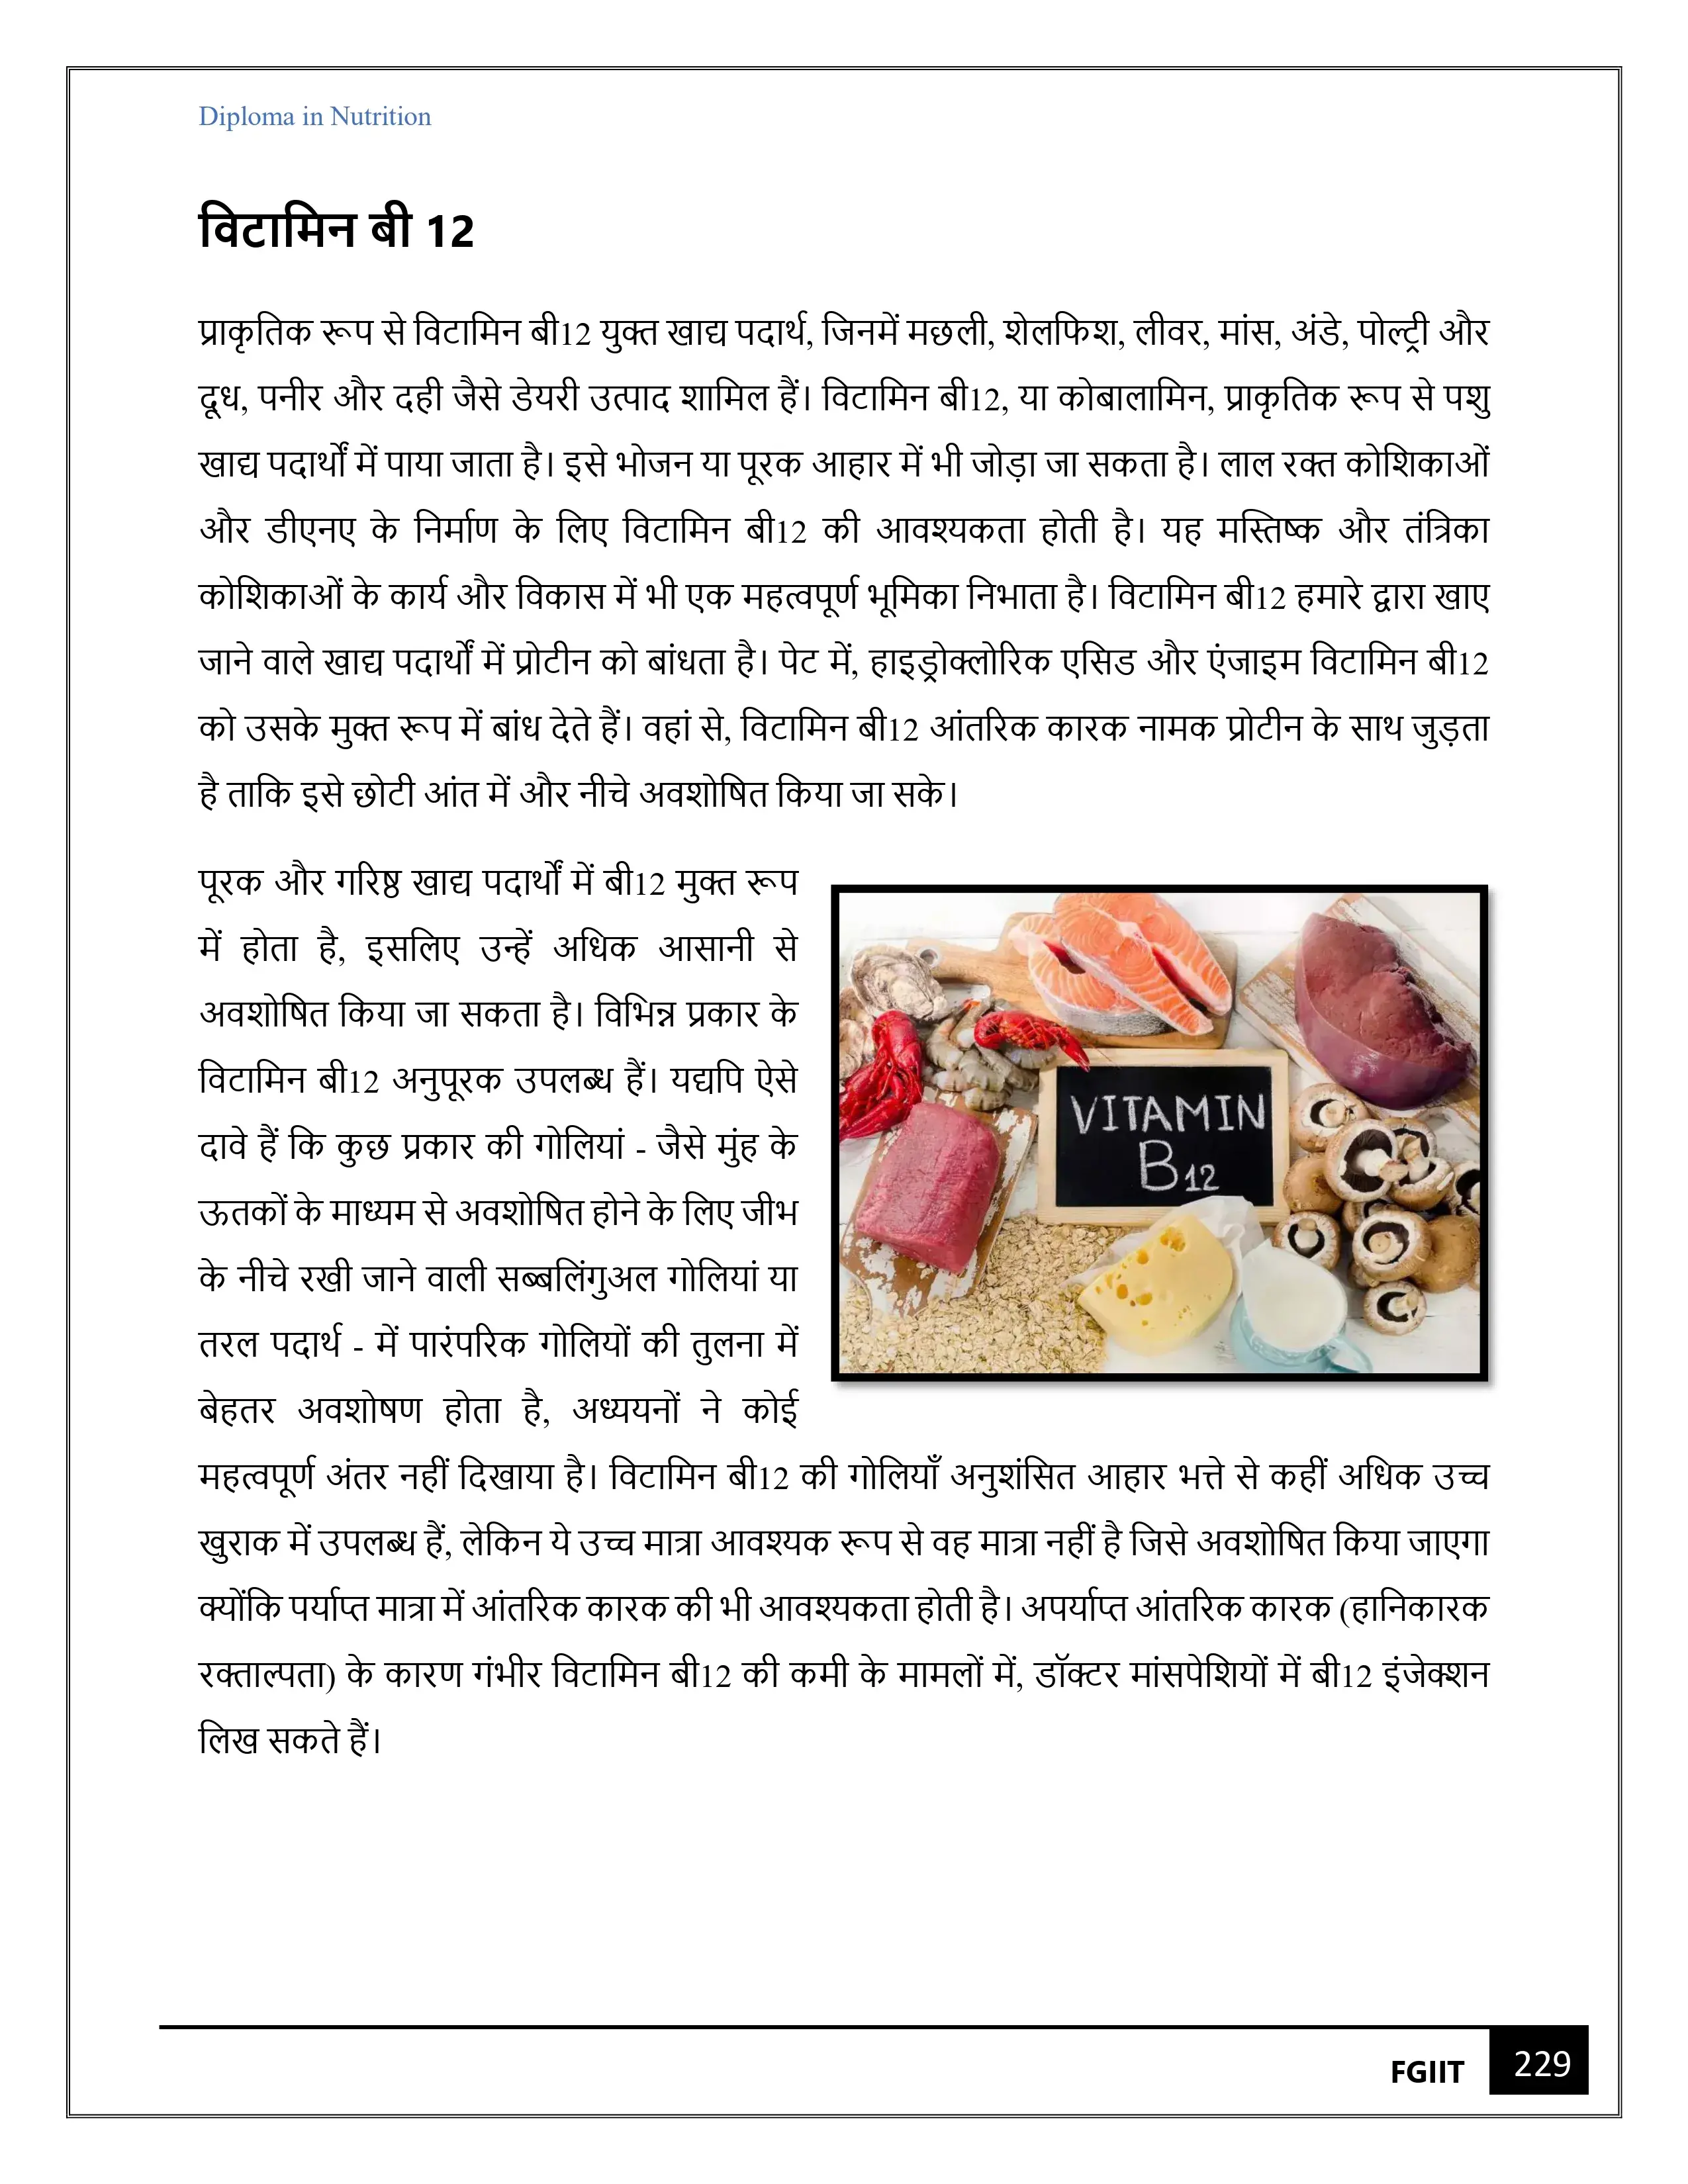 Diploma in Nutrition
विटामिन बी 12
प्राकृतिक रूप से विटामिन बी12 युक्त खाद्य पदार्थ, जिनमें मछली, शेलफिश, लीवर, मांस, अंडे, पोल्ट्री और
दूध, पनीर और दही जैसे डेयरी उत्पाद शामिल हैं। विटामिन बी12, या कोबालामिन, प्राकृतिक रूप से पशु
खाद्य पदार्थों में पाया जाता है। इसे भोजन या पूरक आहार में भी जोड़ा जा सकता है। लाल रक्त कोशिकाओं
और डीएनए के निर्माण के लिए विटामिन बी12 की आवश्यकता होती है। यह मस्तिष्क और तंत्रिका
कोशिकाओं के कार्य और विकास में भी एक महत्वपूर्ण भूमिका निभाता है। विटामिन बी12 हमारे द्वारा खाए
जाने वाले खाद्य पदार्थों में प्रोटीन को बांधता है। पेट में, हाइड्रोक्लोरिक एसिड और एंजाइम विटामिन बी12
को उसके मुक्त रूप में बांध देते हैं। वहां से, विटामिन बी12 आंतरिक कारक नामक प्रोटीन के साथ जुड़ता
है ताकि इसे छोटी आंत में और नीचे अवशोषित किया जा सके।
पूरक और गरिष्ठ खाद्य पदार्थों में बी12 मुक्त रूप
में होता है, इसलिए उन्हें अधिक आसानी से
अवशोषित किया जा सकता है। विभिन्न प्रकार के
विटामिन बी12 अनुपूरक उपलब्ध हैं। यद्यपि ऐसे
दावे हैं कि कुछ प्रकार की गोलियां - जैसे मुंह के
ऊतकों के माध्यम से अवशोषित होने के लिए जीभ
के नीचे रखी जाने वाली सब्बलिंगुअल गोलियां या
तरल पदार्थ - में पारंपरिक गोलियों की तुलना में
बेहतर अवशोषण होता है, अध्ययनों ने कोई
महत्वपूर्ण अंतर नहीं दिखाया है। विटामिन बी12 की गोलियाँ अनुशंसित आहार भत्ते से कहीं अधिक उच्च
खुराक में उपलब्ध हैं, लेकिन ये उच्च मात्रा आवश्यक रूप से वह मात्रा नहीं है जिसे अवशोषित किया जाएगा
क्योंकि पर्याप्त मात्रा में आंतरिक कारक की भी आवश्यकता होती है। अपर्याप्त आंतरिक कारक (हानिकारक
रक्ताल्पता) के कारण गंभीर विटामिन बी12 की कमी के मामलों में, डॉक्टर मांसपेशियों में बी12 इंजेक्शन
लिख सकते हैं।
VITAMIN
B12
FGIIT 229